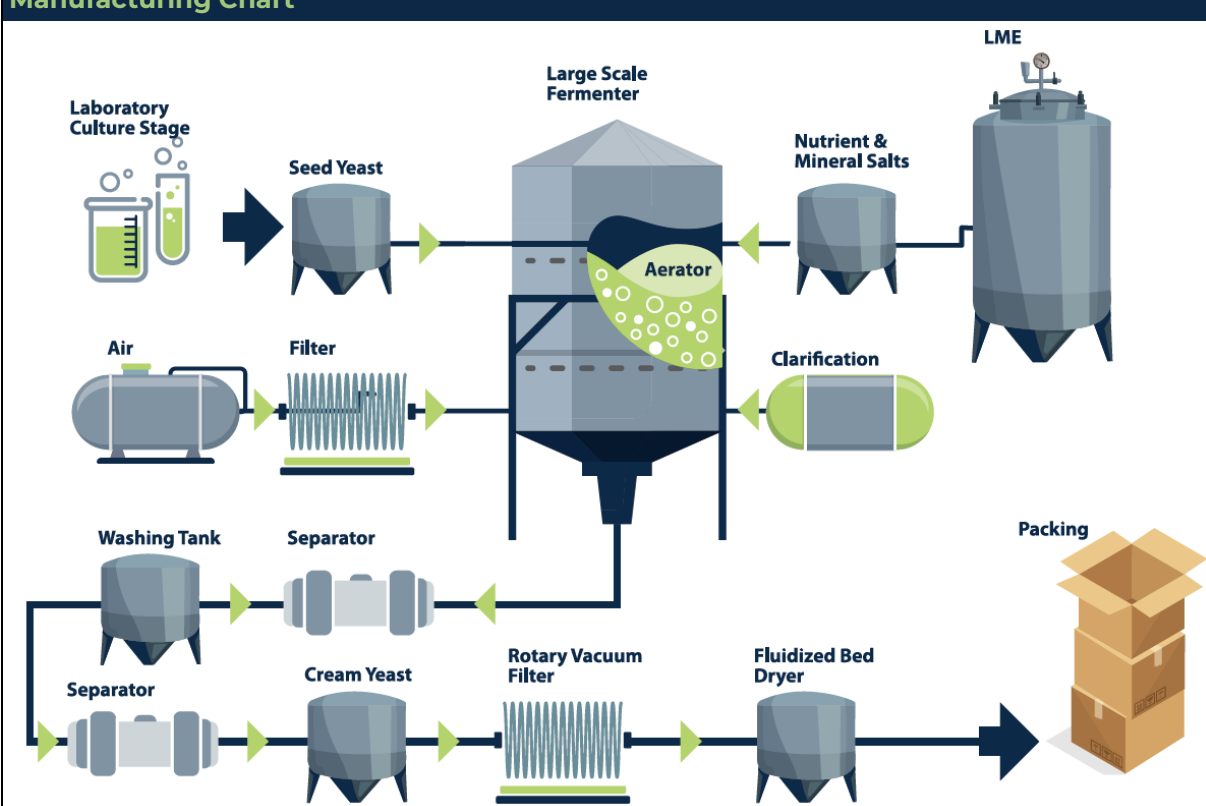 Manufacturing Chart
LME
Large Scale
Fermenter
Laboratory
Culture Stage
Nutrient &
Mineral Salts
Seed Yeast
Aerator
Air
Filter
Clarification
Washing Tank
Separator
Packing
Separator
Cream Yeast
Rotary Vacuum
Filter
Fluidized Bed
Dryer